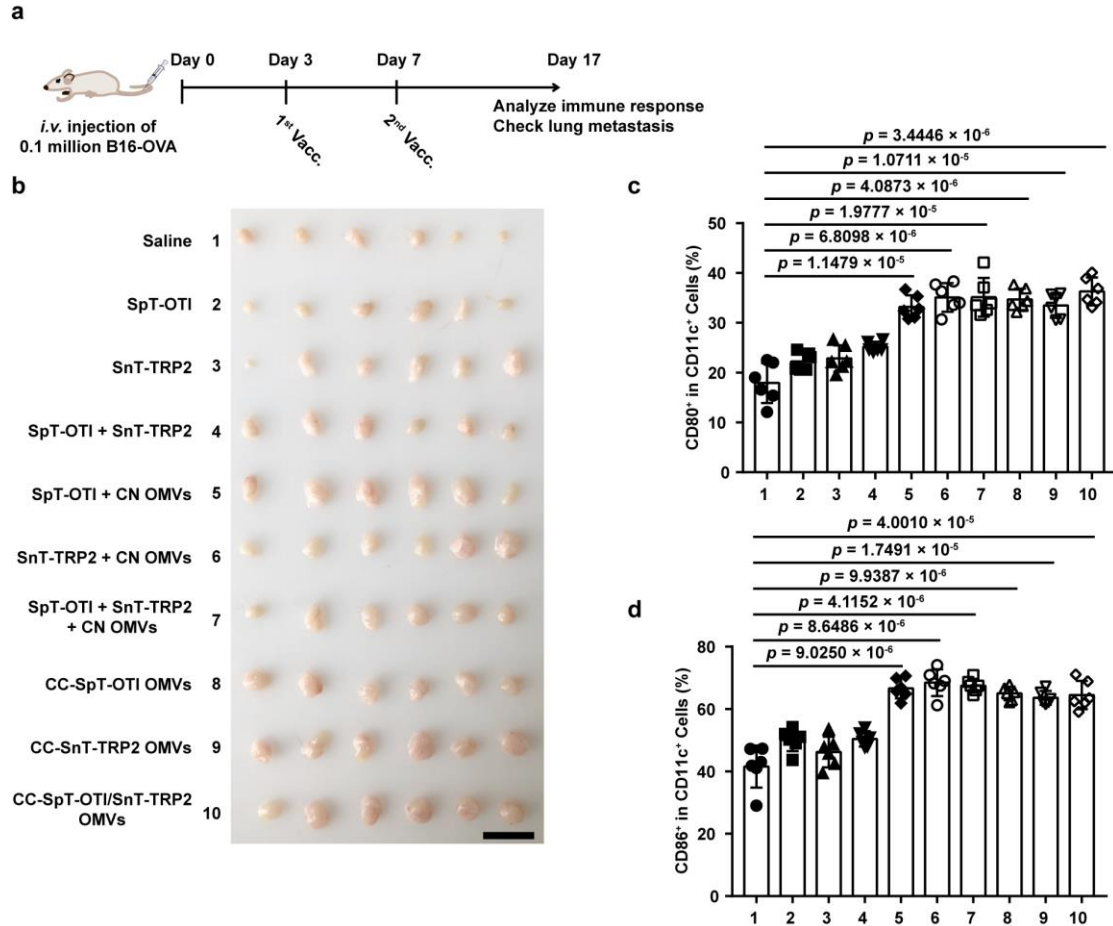 a
Day 0
Day 3
Day 7
Day 17
i.v. injection of
0.1 million B16-OVA
1st Vacc.
2nd Vacc.
Analyze immune response
Check lung metastasis
b
Saline 1
SpT-OTI 2
SnT-TRP2 3
SpT-OTI + SnT-TRP2 4
SpT-OTI + CN OMVs 5
SnT-TRP2 + CN OMVs 6
SpT-OTI + SnT-TRP2
+ CN OMVs 7
CC-SpT-OTI OMVs 8
CC-SnT-TRP2 OMVs 9
CC-SpT-OTI/SnT-TRP2
OMVs 10
c
p = 3.4446 × 10-6
p = 1.0711 × 10-5
p = 4.0873 × 10-6
p = 1.9777 × 10-5
p = 6.8098 × 10-6
p = 1.1479 × 10-5
CD80+ in CD11c+ Cells (%)
50
40
30
20
10
0
1 2 3 4 5 6 7 8 9 10
d
p = 4.0010 × 10-5
p = 1.7491 × 10-5
p = 9.9387 × 10-6
p = 4.1152 × 10-6
p = 8.6486 × 10-6
p = 9.0250 × 10-6
CD86+ in CD11c+ Cells (%)
80
60
40
20
0
1 2 3 4 5 6 7 8 9 10